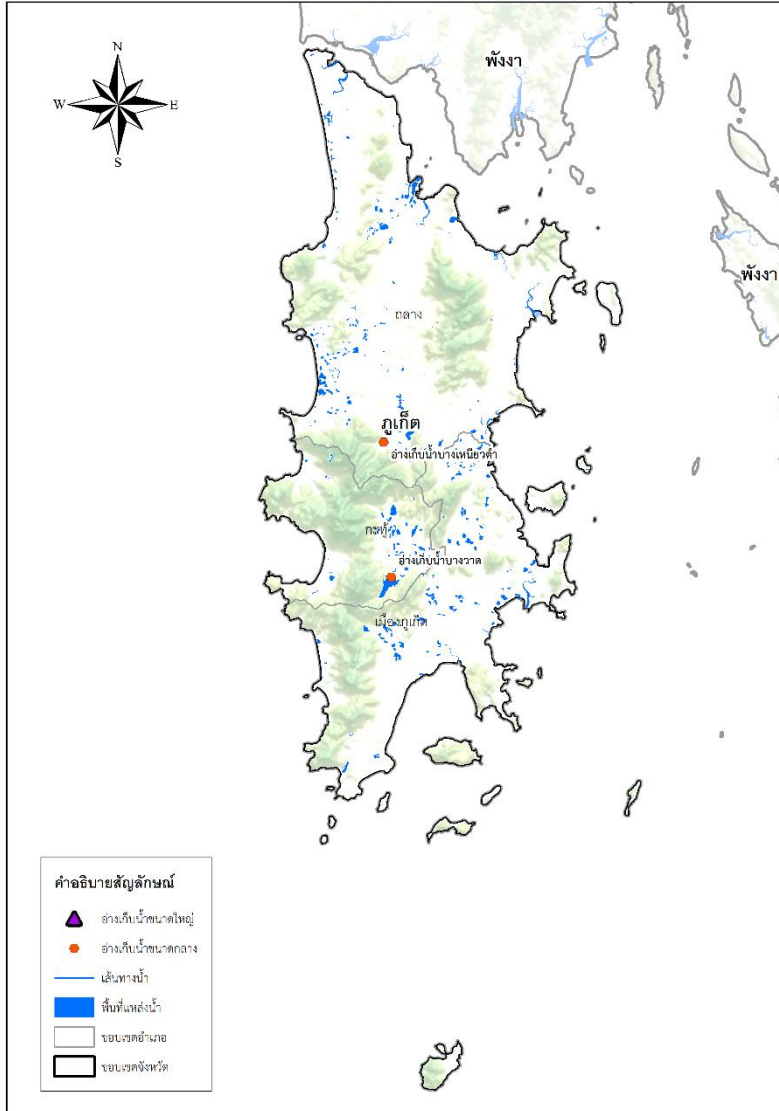 N
W
E
S
พังงา
พังงา
ถลาง
ภูเก็ต
อ่างเก็บน้ำบางเหนียวดำ
กะทู้
อ่างเก็บน้ำบางวาด
เมืองภูเก็ต
คำอธิบายสัญลักษณ์
อ่างเก็บน้ำขนาดใหญ่
อ่างเก็บน้ำขนาดกลาง
เส้นทางน้ำ
พื้นที่แหล่งน้ำ
ขอบเขตอำเภอ
ขอบเขตจังหวัด